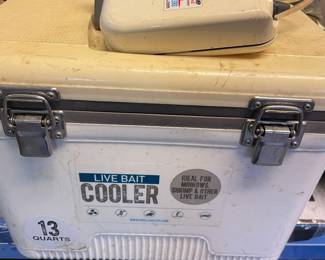 LIVE BAIT
COOLER
IDEAL FOR
MINNOWS,
SHRIMP & OTHER
LIVE BAIT
13
QUARTS